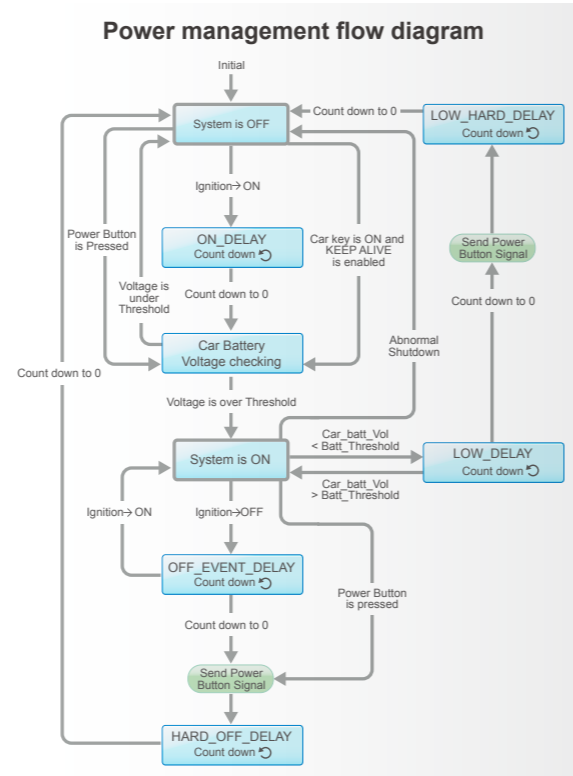 Power management flow diagram
Initial
System is OFF
Count down to 0
LOW_HARD_DELAY
Count down
Ignition→ON
Power Button
is Pressed
ON_DELAY
Count down
Car key is ON and
KEEP ALIVE
is enabled
Send Power
Button Signal
Voltage is
under
Threshold
Count down to 0
Count down to 0
Car Battery
Voltage checking
Abnormal
Shutdown
Count down to 0
Voltage is over Threshold
System is ON
Car_batt_Vol
< Batt_Threshold
LOW_DELAY
Count down
Car_batt_Vol
> Batt_Threshold
Ignition→ON
Ignition→OFF
OFF_EVENT_DELAY
Count down
Power Button
is pressed
Count down to 0
Send Power
Button Signal
HARD_OFF_DELAY
Count down